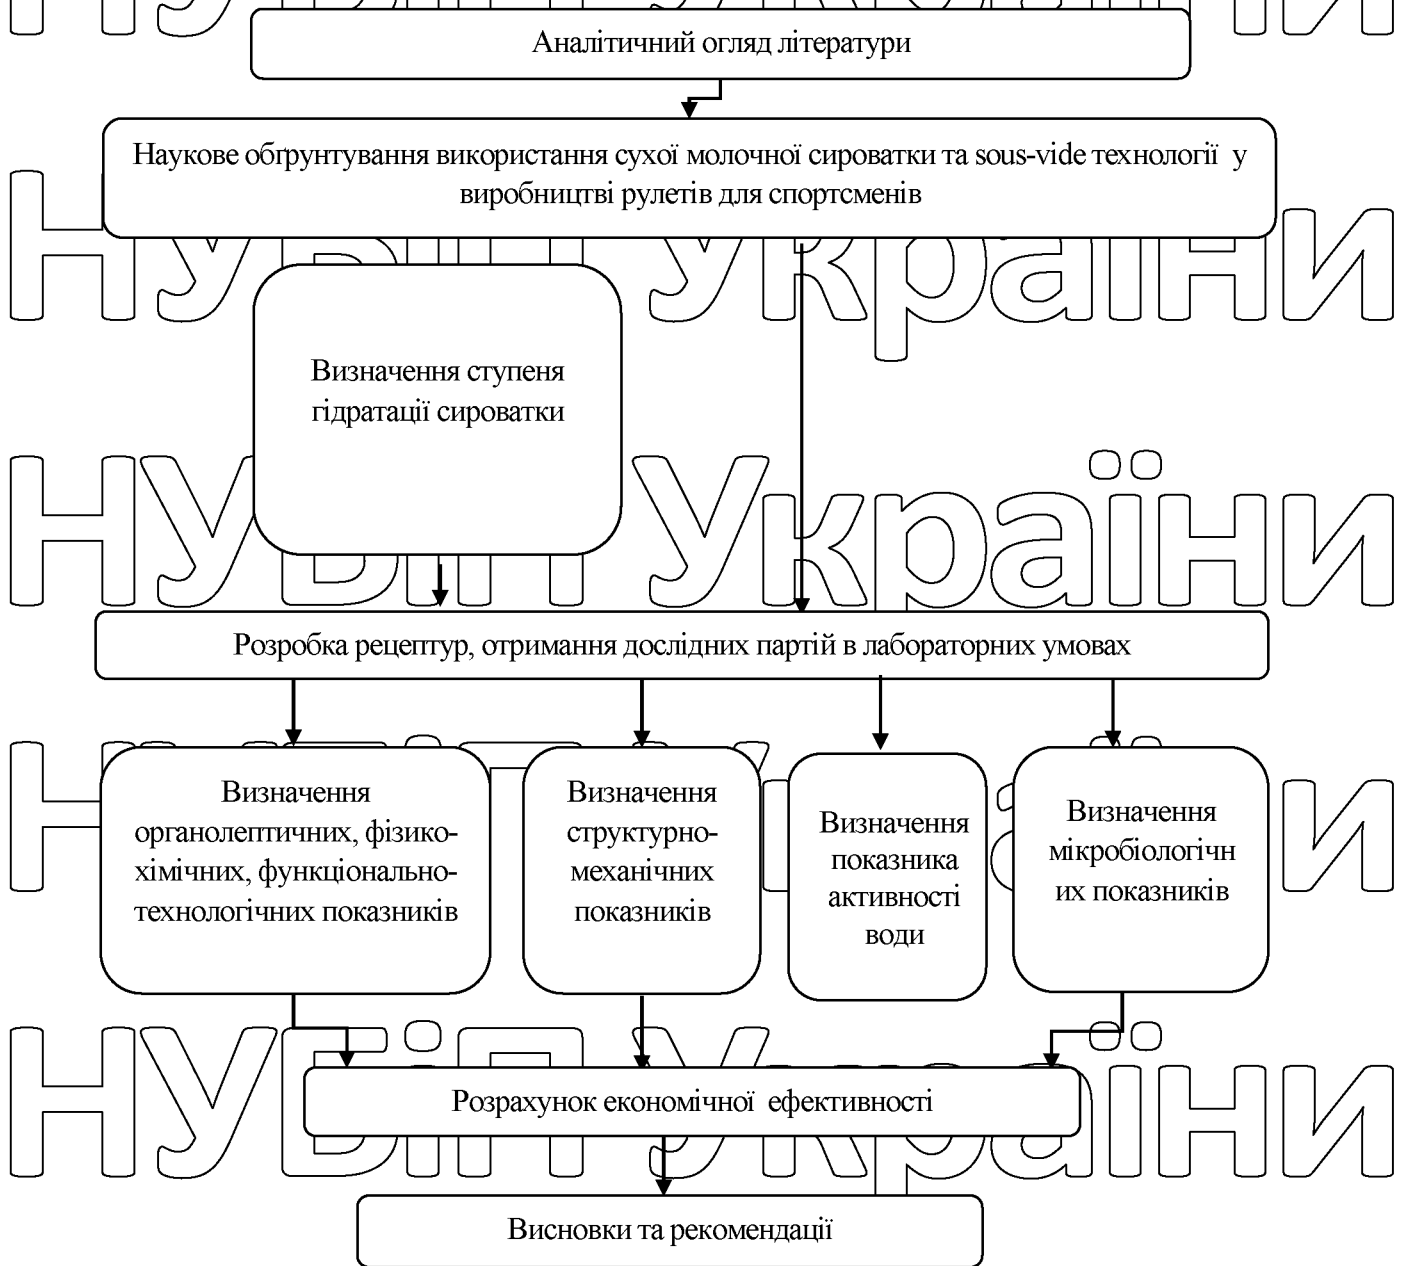 НУБіП України
Аналітичний огляд літератури
Наукове обґрунтування використання сухої молочної сироватки та sous-vide технології у
виробництві рулетів для спортсменів
НУБіП України
Визначення ступеня
гідратації сироватки
НУБіП України
Розробка рецептур, отримання дослідних партій в лабораторних умовах
НУБіП України
Визначення
органолептичних, фізико-
хімічних, функціонально-
технологічних показників
Визначення
структурно-
механічних
показників
Визначення
показника
активності
води
Визначення
мікробіологічн
их показників
НУБіП України
Розрахунок економічної ефективності
Висновки та рекомендації